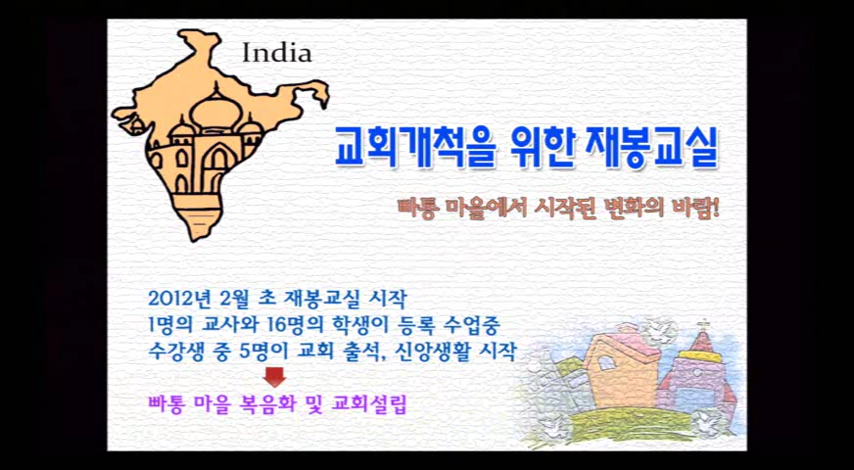 India
교회개척을 위한 재봉교실
빠통 마을에서 시작된 변화의 바람!
2012년 2월 초 재봉교실 시작
1명의 교사와 16명의 학생이 등록 수업중
수강생 중 5명이 교회 출석, 신앙생활 시작
빠통 마을 복음화 및 교회설립